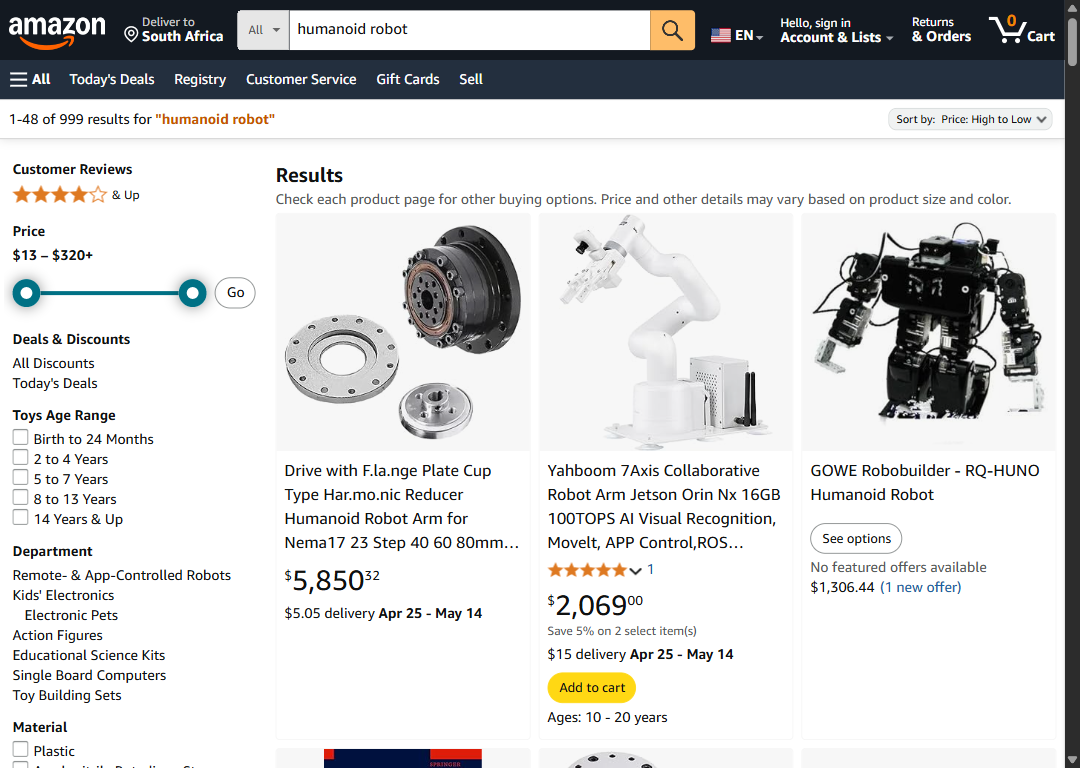 amazon
Deliver to
South Africa
All
humanoid robot
EN
Hello, sign in
Account & Lists
Returns
& Orders
0
Cart
All
Today's Deals
Registry
Customer Service
Gift Cards
Sell
1-48 of 999 results for "humanoid robot"
Sort by: Price: High to Low
Customer Reviews
& Up
Price
$13 – $320+
Go
Deals & Discounts
All Discounts
Today's Deals
Toys Age Range
Birth to 24 Months
2 to 4 Years
5 to 7 Years
8 to 13 Years
14 Years & Up
Department
Remote- & App-Controlled Robots
Kids' Electronics
Electronic Pets
Action Figures
Educational Science Kits
Single Board Computers
Toy Building Sets
Material
Plastic
Results
Check each product page for other buying options. Price and other details may vary based on product size and color.
Drive with F.la.nge Plate Cup
Type Har.mo.nic Reducer
Humanoid Robot Arm for
Nema17 23 Step 40 60 80mm…
$5,85032
$5.05 delivery Apr 25 - May 14
Yahboom 7Axis Collaborative
Robot Arm Jetson Orin Nx 16GB
100TOPS AI Visual Recognition,
MoveIt, APP Control,ROS…
1
$2,06900
Save 5% on 2 select item(s)
$15 delivery Apr 25 - May 14
Add to cart
Ages: 10 - 20 years
GOWE Robobuilder - RQ-HUNO
Humanoid Robot
See options
No featured offers available
$1,306.44 (1 new offer)
SPRINGER